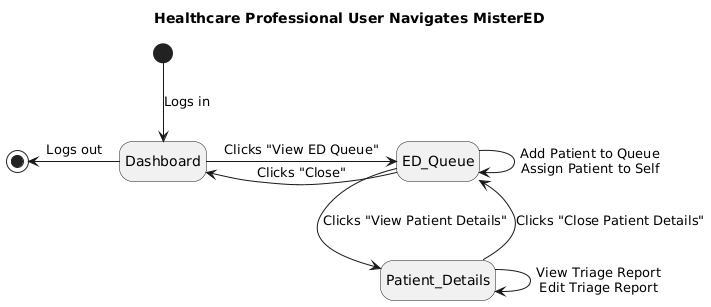 Healthcare Professional User Navigates MisterED
Logs in
Logs out
Dashboard
Clicks "View ED Queue"
Clicks "Close"
ED_Queue
Add Patient to Queue
Assign Patient to Self
Clicks "View Patient Details"
Clicks "Close Patient Details"
Patient_Details
View Triage Report
Edit Triage Report